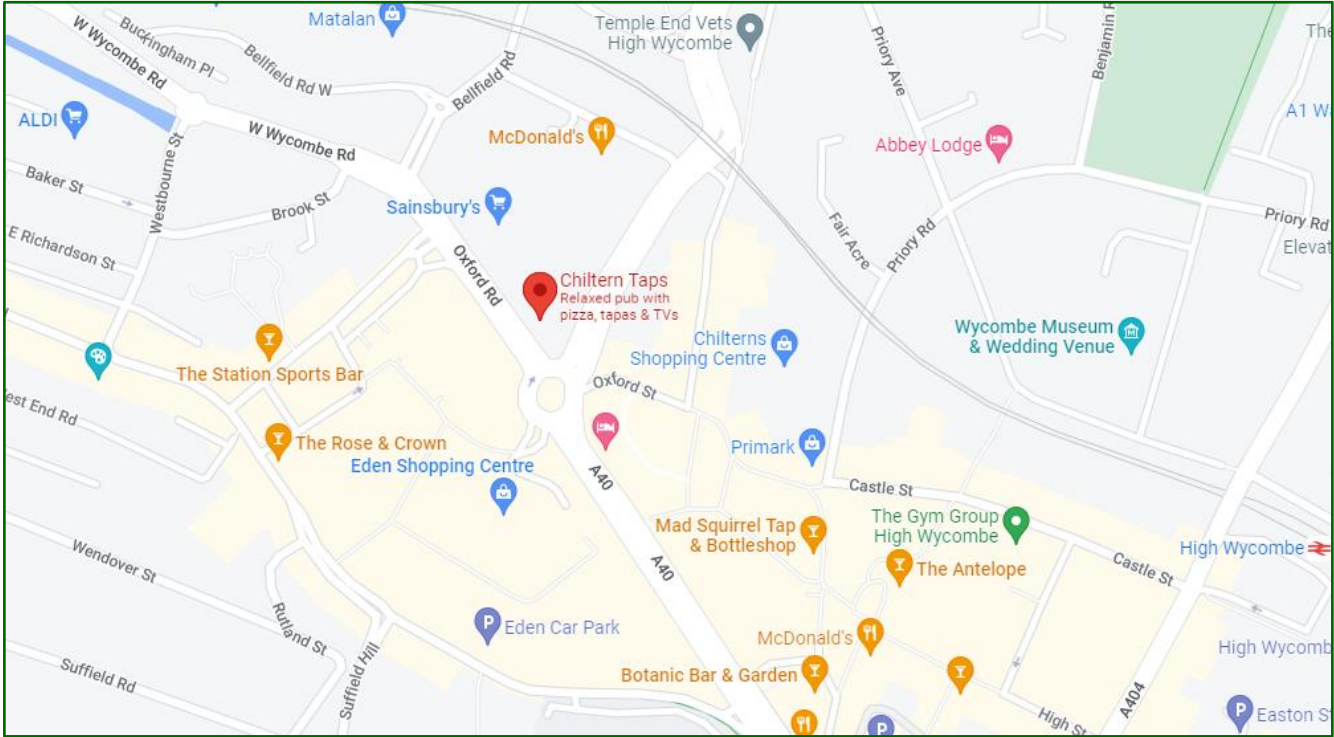 Matalan
Temple End Vets
High Wycombe
W Wycombe Rd
Buckingham Pl
Bellfield Rd W
Bellfield Rd
Priory Ave
Benjamin R
The
ALDI
W Wycombe Rd
McDonald's
Abbey Lodge
A1 W
Baker St
Westbourne St
Brook St
Sainsbury's
Fair Acre
Priory Rd
Priory Rd
Elevat
E Richardson St
Oxford Rd
Chiltern Taps
Relaxed pub with
pizza, tapas & TVs
Wycombe Museum
& Wedding Venue
Chilterns
Shopping Centre
The Station Sports Bar
Oxford St
est End Rd
The Rose & Crown
Eden Shopping Centre
Primark
A40
Castle St
Mad Squirrel Tap
& Bottleshop
The Gym Group
High Wycombe
High Wycombe
Wendover St
A40
The Antelope
Castle St
Rutland St
P
Eden Car Park
McDonald's
High Wycomb
Suffield Rd
Suffield Hill
Botanic Bar & Garden
A404
High St
P
P
Easton S